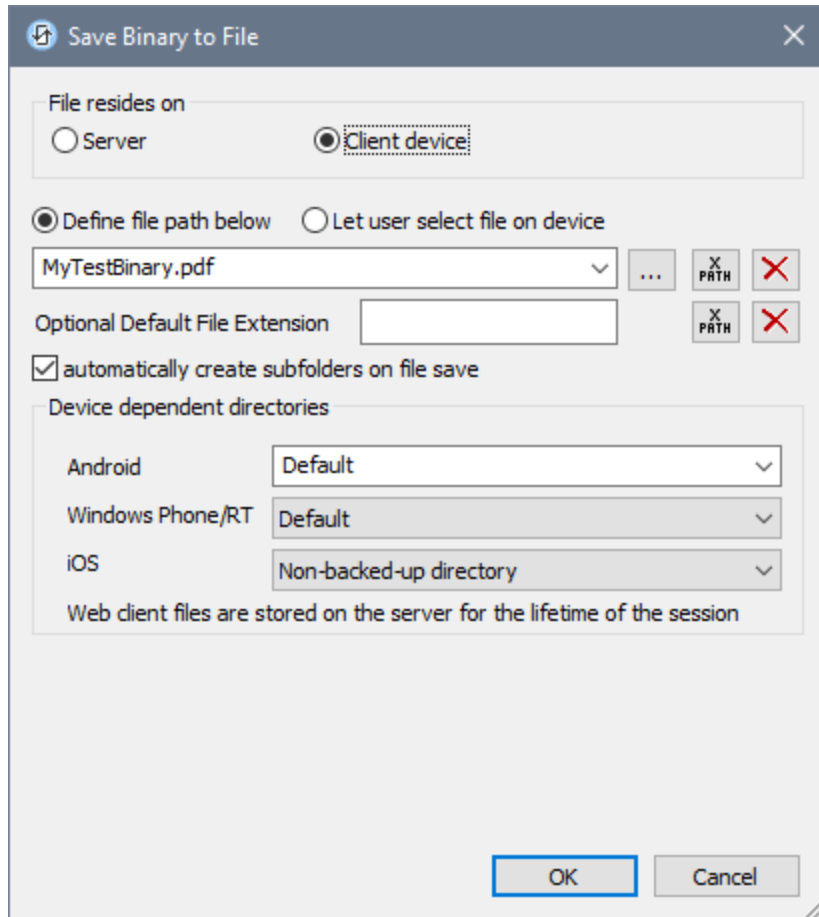 Save Binary to File
File resides on
Server Client device
Define file path below Let user select file on device
MyTestBinary.pdf ... X PATH
Optional Default File Extension X PATH
automatically create subfolders on file save
Device dependent directories
Android Default
Windows Phone/RT Default
iOS Non-backed-up directory
Web client files are stored on the server for the lifetime of the session
OK Cancel